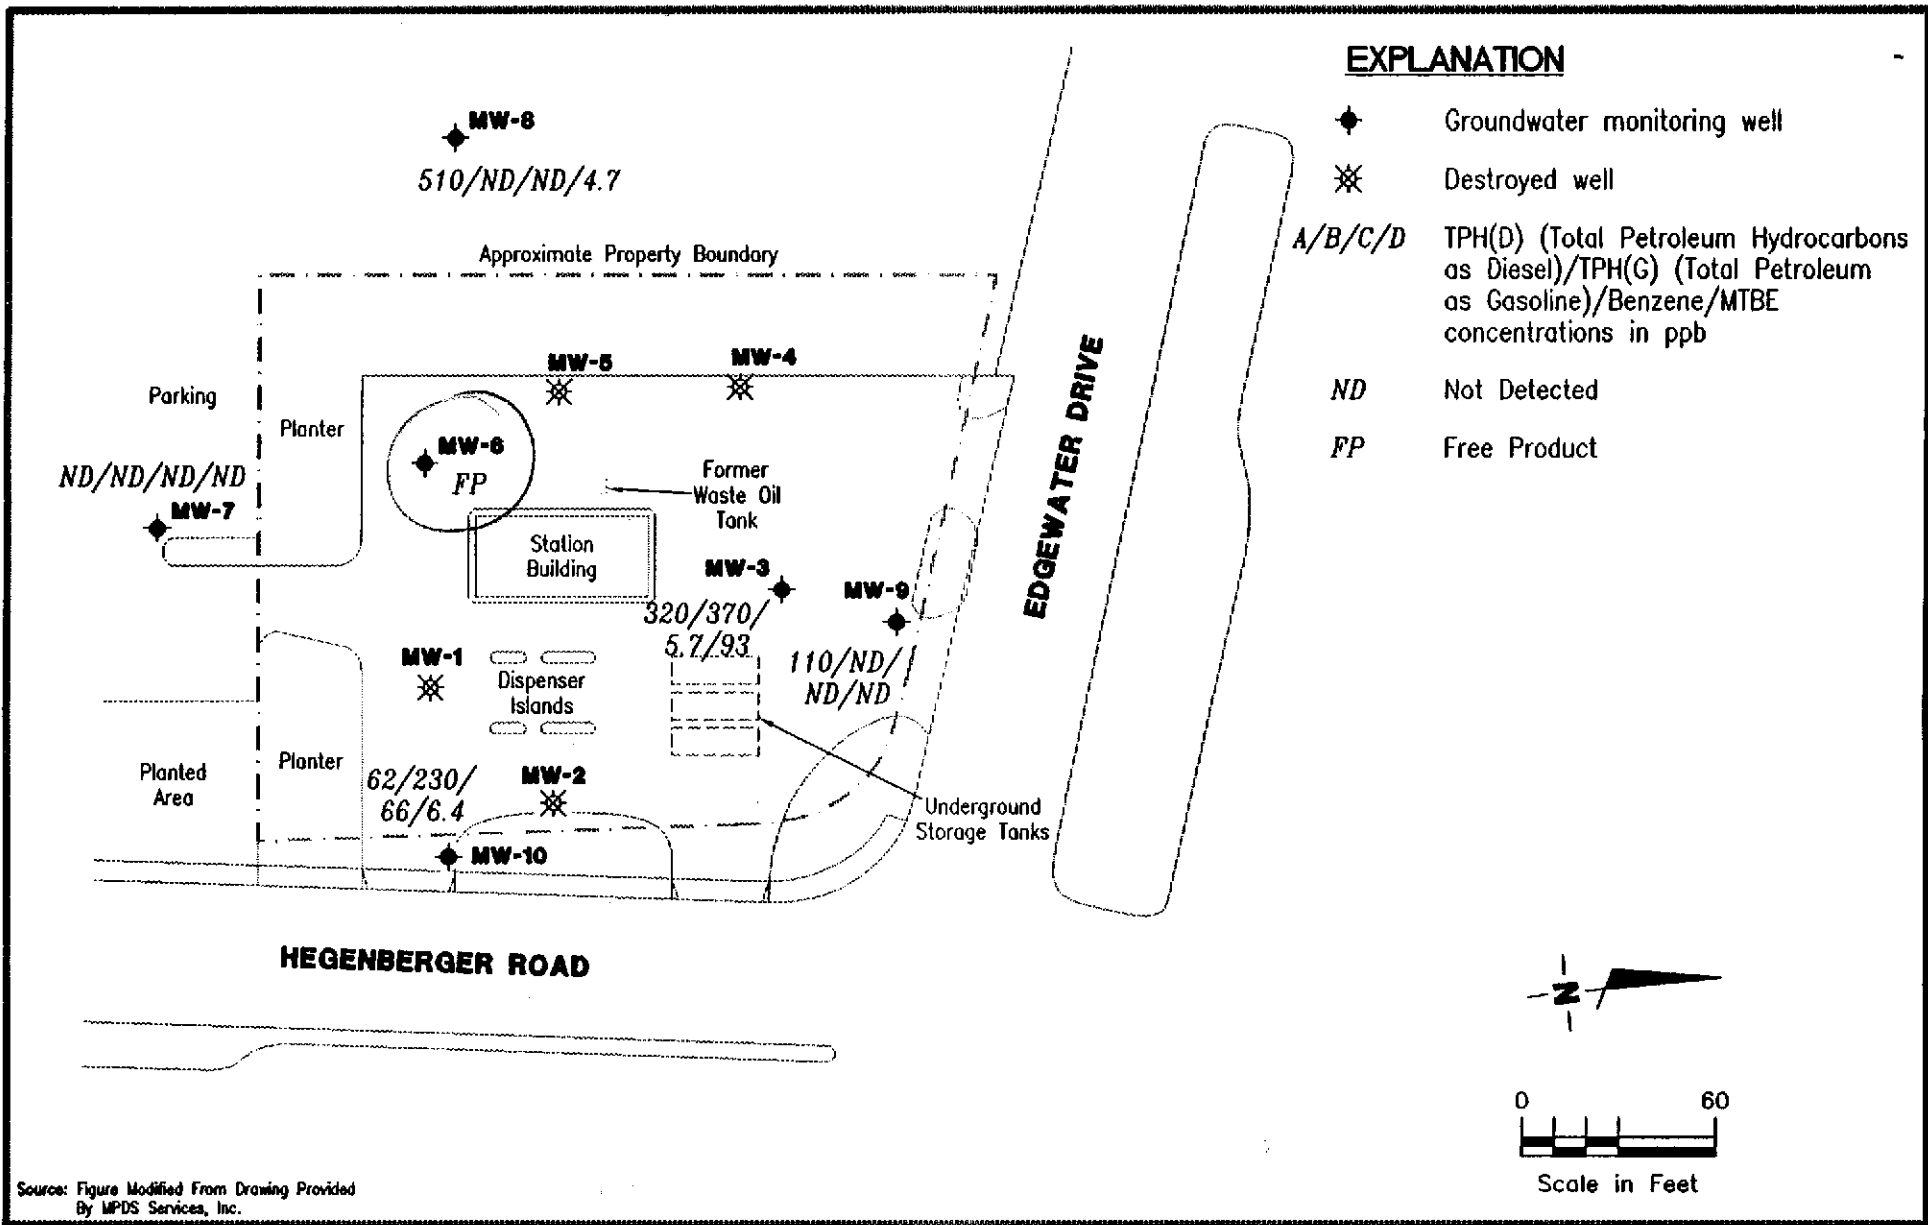 EXPLANATION
Groundwater monitoring well
Destroyed well
A/B/C/D
TPH(D) (Total Petroleum Hydrocarbons
as Diesel)/TPH(G) (Total Petroleum
as Gasoline)/Benzene/MTBE
concentrations in ppb
ND Not Detected
FP Free Product
MW-8
510/ND/ND/4.7
Approximate Property Boundary
MW-5
MW-4
Parking
Planter
MW-6
FP
ND/ND/ND/ND
MW-7
Former
Waste Oil
Tank
Station
Building
MW-3
320/370/
5.7/93
MW-9
110/ND/
ND/ND
EDGEWATER DRIVE
MW-1
Dispenser
Islands
Planted
Area
Planter
62/230/
66/6.4
MW-2
Underground
Storage Tanks
MW-10
HEGENBERGER ROAD
N
0 60
Scale in Feet
Source: Figure Modified From Drawing Provided
By MPDS Services, Inc.